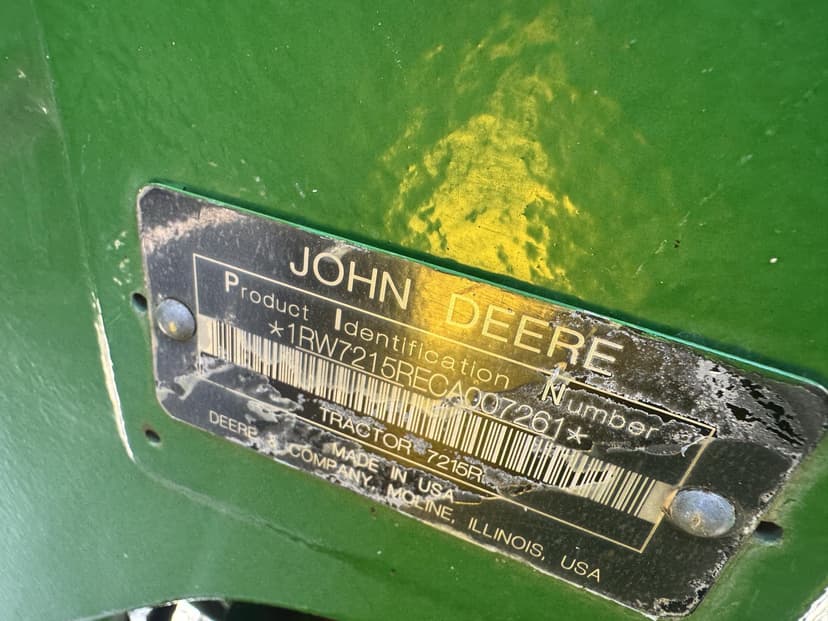 JOHN DEERE
Product Identification Number
*1RW7215RECA007261*
TRACTOR 7215R
MADE IN USA
DEERE & COMPANY, MOLINE, ILLINOIS, USA